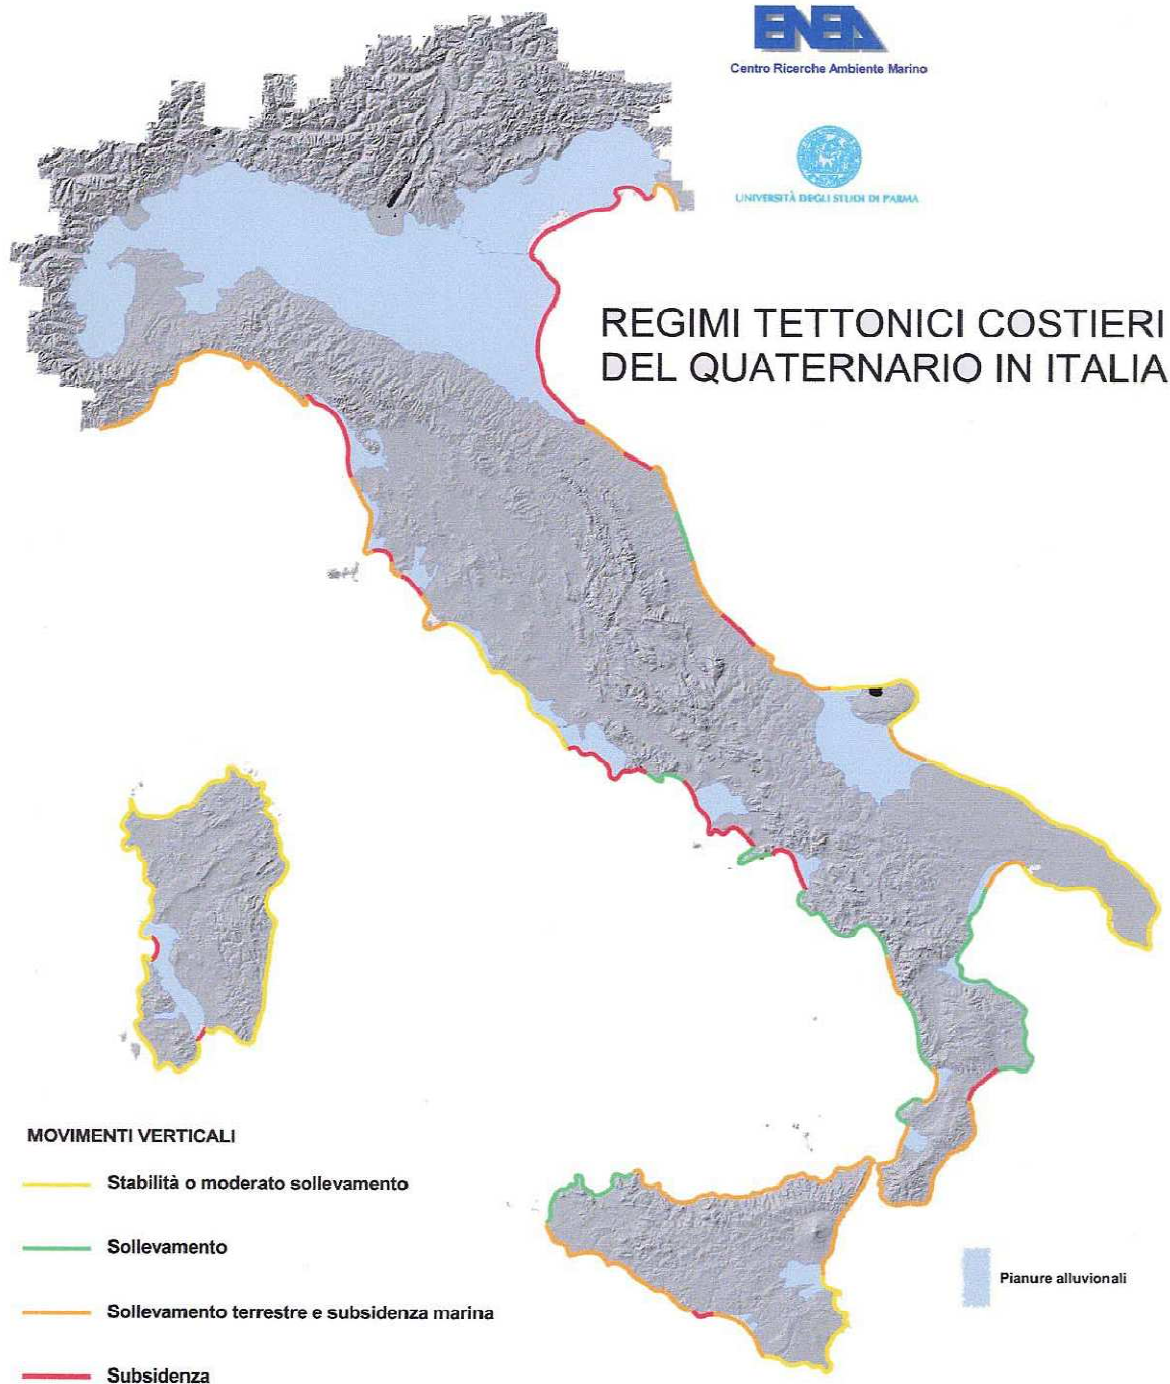 ENEA
Centro Ricerche Ambiente Marino
UNIVERSITÀ DEGLI STUDI DI PARMA
REGIMI TETTONICI COSTIERI
DEL QUATERNARIO IN ITALIA
MOVIMENTI VERTICALI
Stabilità o moderato sollevamento
Sollevamento
Sollevamento terrestre e subsidenza marina
Subsidenza
Pianure alluvionali